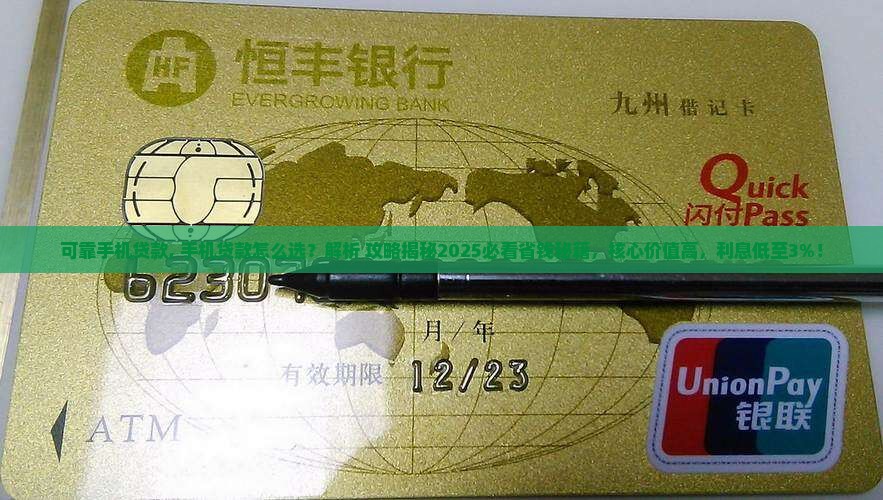 HF
恒丰银行
EVERGROWING BANK
九州 借记卡
Quick
闪付Pass
可靠手机贷款，手机贷款怎么选？解析 攻略揭秘2025必看省钱秘籍，核心价值高，利息低至3%！
6230
月/年
有效期限 12/23
UnionPay
银联
ATM